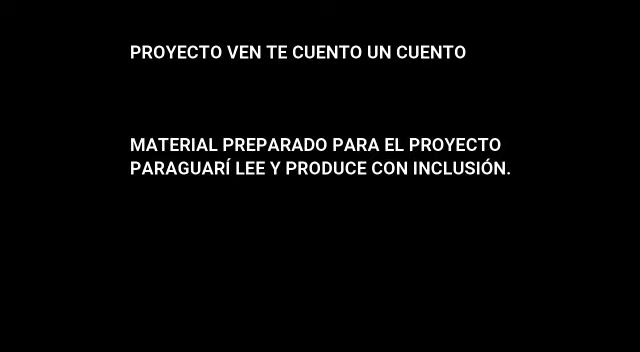 PROYECTO VEN TE CUENTO UN CUENTO
MATERIAL PREPARADO PARA EL PROYECTO
PARAGUARÍ LEE Y PRODUCE CON INCLUSIÓN.